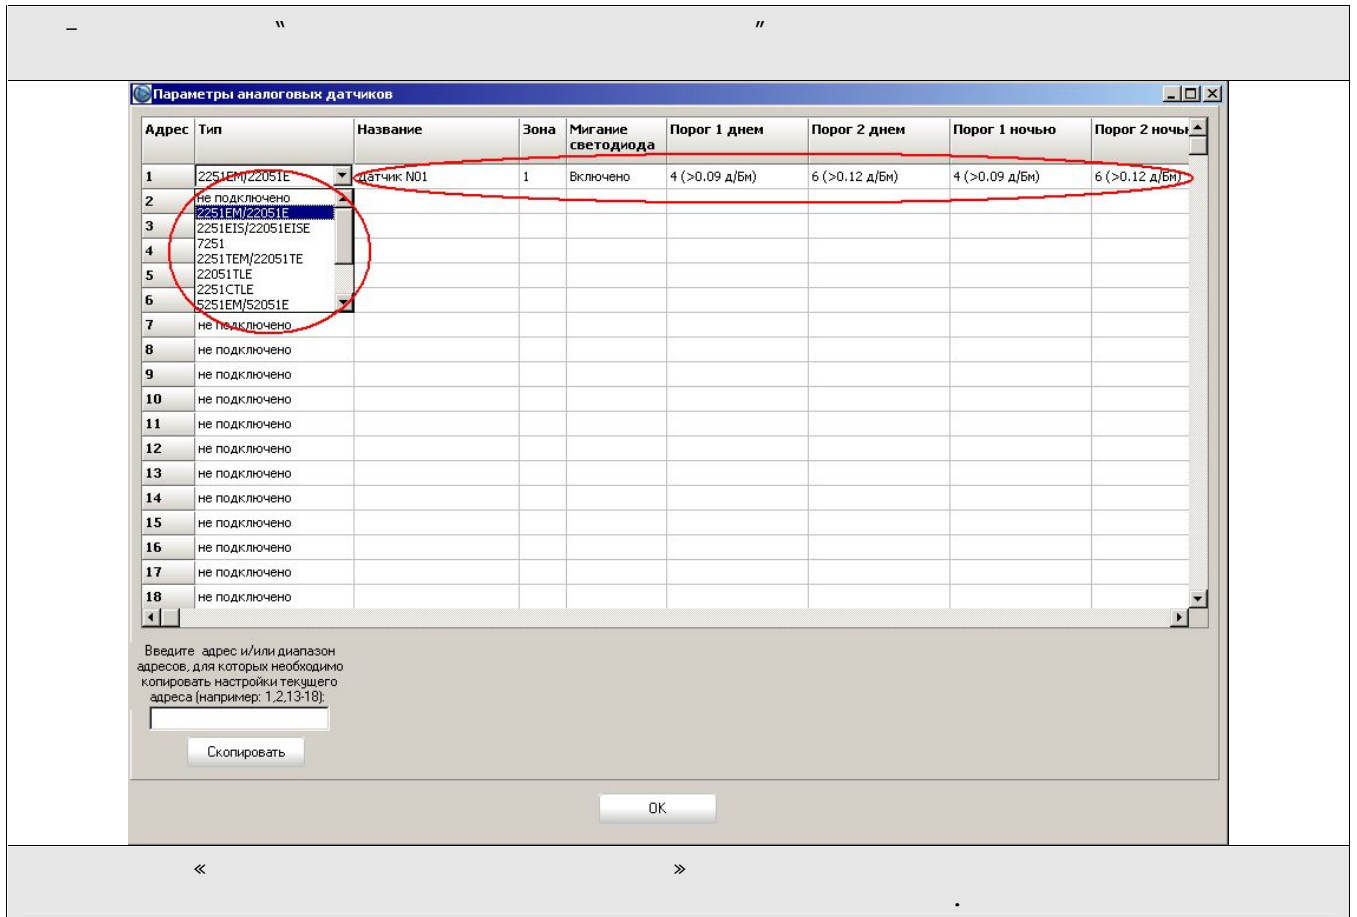 – “ ”
Параметры аналоговых датчиков
Адрес Тип Название Зона Мигание светодиода Порог 1 днем Порог 2 днем Порог 1 ночью Порог 2
1 2251EM/22051E датчик N01 1 Включено 4 (>0.09 д/Бм) 6 (>0.12 д/Бм) 4 (>0.09 д/Бм) 6 (>0.12 д/Бм)
2 не подключено
2251EM/22051E
3 2251EIS/22051EISE
7251
4 2251TEM/22051TE
5 22051TLE
2251CTLE
6 5251EM/52051E
7 не подключено
8 не подключено
9 не подключено
10 не подключено
11 не подключено
12 не подключено
13 не подключено
14 не подключено
15 не подключено
16 не подключено
17 не подключено
18 не подключено
Введите адрес и/или диапазон
адресов, для которых необходимо
копировать настройки текущего
адреса (например: 1,2,13-18):
Скопировать
OK
« »
.